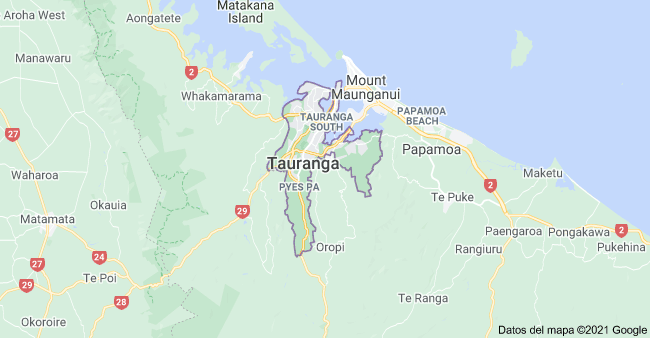 Matakana
Island
Aroha West
Aongatete
Manawaru
2
Whakamarama
Mount
Maunganui
TAURANGA
SOUTH
PAPAMOA
BEACH
27
Tauranga
Papamoa
Waharoa
PYES PA
2
Maketu
Te Puke
Okauia
29
Matamata
Paengaroa
Pongakawa
2
Oropi
Rangiuru
Pukehina
24
Te Poi
29
29
27
28
Te Ranga
Okoroire
Datos del mapa ©2021 Google